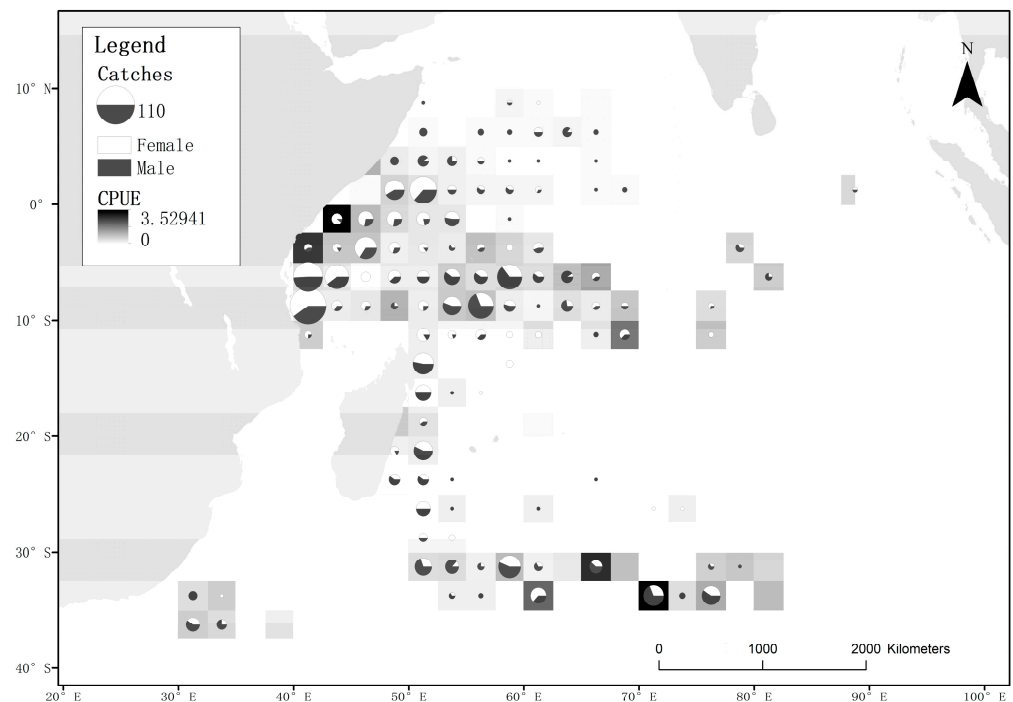 Legend
Catches
110
Female
Male
CPUE
3.52941
0
N
10° N
0°
10° S
20° S
30° S
40° S
0 1000 2000 Kilometers
20° E 30° E 40° E 50° E 60° E 70° E 80° E 90° E 100° E